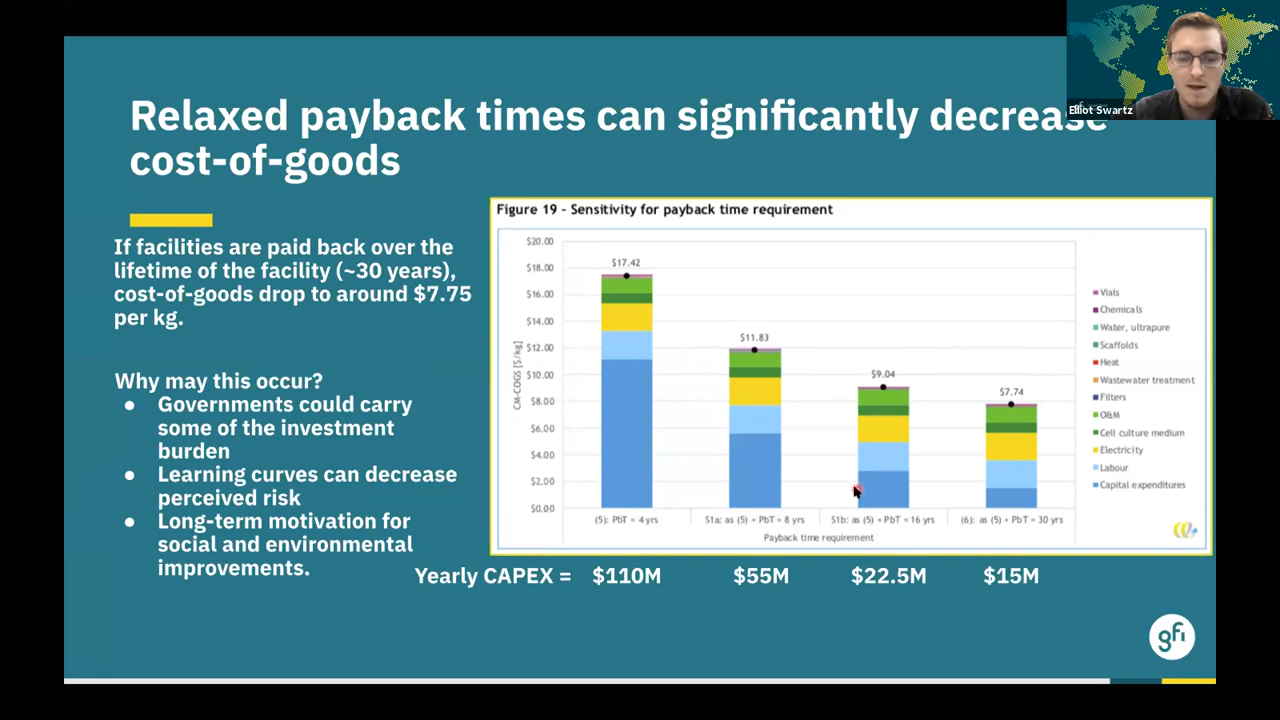 Elliot Swartz
Relaxed payback times can significantly decrease
cost-of-goods
If facilities are paid back over the
lifetime of the facility (~30 years),
cost-of-goods drop to around $7.75
per kg.
Why may this occur?
● Governments could carry
some of the investment
burden
● Learning curves can decrease
perceived risk
● Long-term motivation for
social and environmental
improvements.
Figure 19 - Sensitivity for payback time requirement
CM-COGS [$/kg]
$20.00
$18.00
$16.00
$14.00
$12.00
$10.00
$8.00
$6.00
$4.00
$2.00
$0.00
$17.42
$11.83
$9.04
$7.74
(5): PbT = 4 yrs
S1a: as (5) + PbT = 8 yrs
S1b: as (5) + PbT = 16 yrs
(6): as (5) + PbT = 30 yrs
Payback time requirement
Vials
Chemicals
Water, ultrapure
Scaffolds
Heat
Wastewater treatment
Filters
O&M
Cell culture medium
Electricity
Labour
Capital expenditures
Yearly CAPEX = $110M $55M $22.5M $15M
gfi